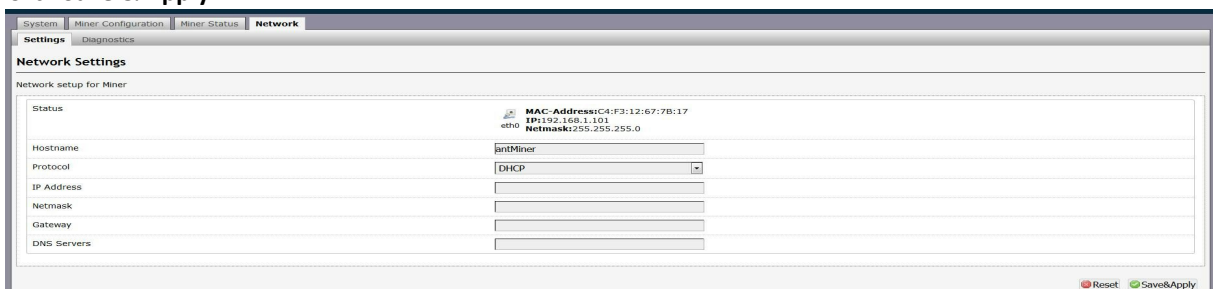 System Miner Configuration Miner Status Network
Settings Diagnostics
Network Settings
Network setup for Miner
Status
MAC-Address:C4:F3:12:67:7B:17
IP:192.168.1.101
eth0 Netmask:255.255.255.0
Hostname antMiner
Protocol DHCP
IP Address
Netmask
Gateway
DNS Servers
Reset Save&Apply